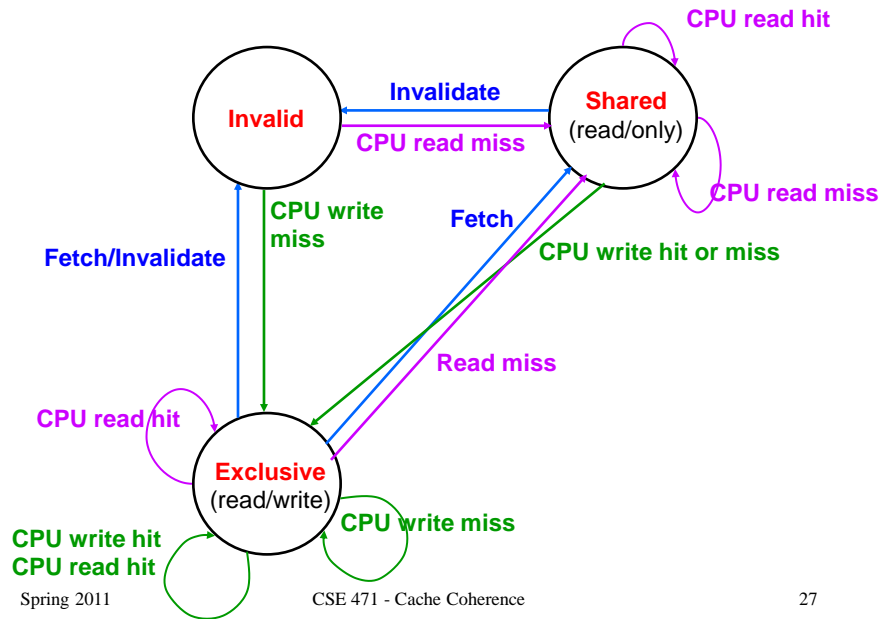 CPU read hit
Invalid
Invalidate
Shared
(read/only)
CPU read miss
CPU read miss
CPU write
miss
Fetch
CPU write hit or miss
Fetch/Invalidate
Read miss
CPU read hit
Exclusive
(read/write)
CPU write miss
CPU write hit
CPU read hit
Spring 2011
CSE 471 - Cache Coherence
27